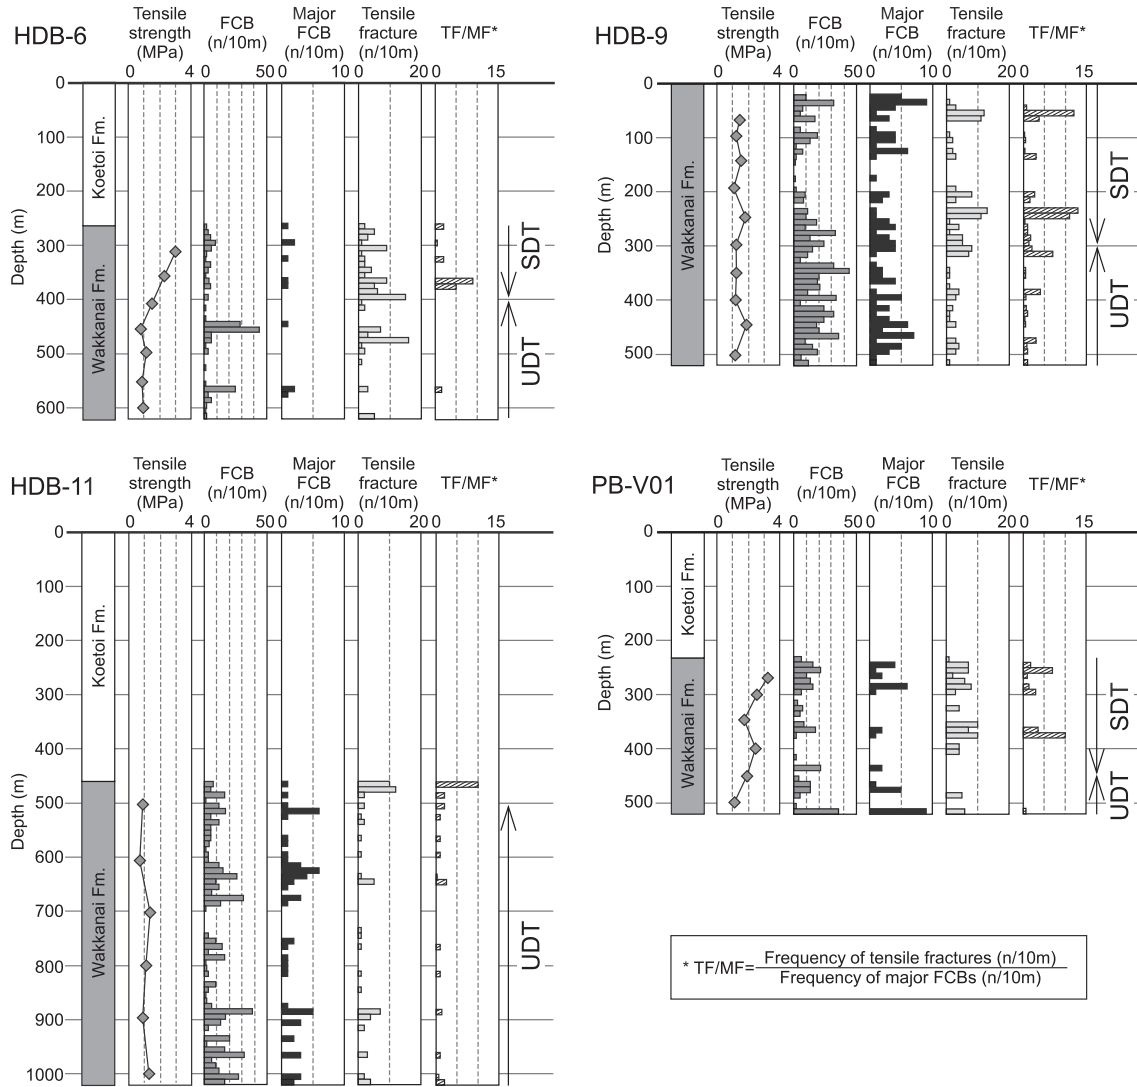 HDB-6
Tensile strength (MPa)
FCB (n/10m)
Major FCB (n/10m)
Tensile fracture (n/10m)
TF/MF*
0 4 0 50 0 10 0 20 0 15
Depth (m)
0
100
200
300
400
500
600
Koetoi Fm.
Wakkanai Fm.
SDT
UDT
HDB-9
Tensile strength (MPa)
FCB (n/10m)
Major FCB (n/10m)
Tensile fracture (n/10m)
TF/MF*
0 4 0 50 0 10 0 20 0 15
Depth (m)
0
100
200
300
400
500
Wakkanai Fm.
SDT
UDT
HDB-11
Tensile strength (MPa)
FCB (n/10m)
Major FCB (n/10m)
Tensile fracture (n/10m)
TF/MF*
0 4 0 50 0 10 0 20 0 15
Depth (m)
0
100
200
300
400
500
600
700
800
900
1000
Koetoi Fm.
Wakkanai Fm.
UDT
PB-V01
Tensile strength (MPa)
FCB (n/10m)
Major FCB (n/10m)
Tensile fracture (n/10m)
TF/MF*
0 4 0 50 0 10 0 20 0 15
Depth (m)
0
100
200
300
400
500
Koetoi Fm.
Wakkanai Fm.
SDT
UDT
* TF/MF= Frequency of tensile fractures (n/10m)
Frequency of major FCBs (n/10m)